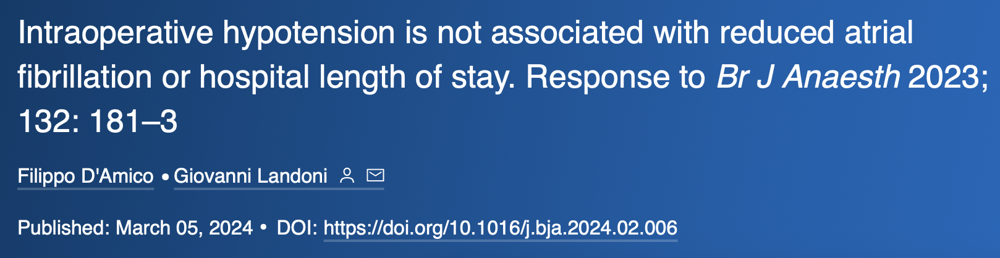 Intraoperative hypotension is not associated with reduced atrial
fibrillation or hospital length of stay. Response to Br J Anaesth 2023;
132: 181–3
Filippo D'Amico • Giovanni Landoni
Published: March 05, 2024 • DOI: https://doi.org/10.1016/j.bja.2024.02.006